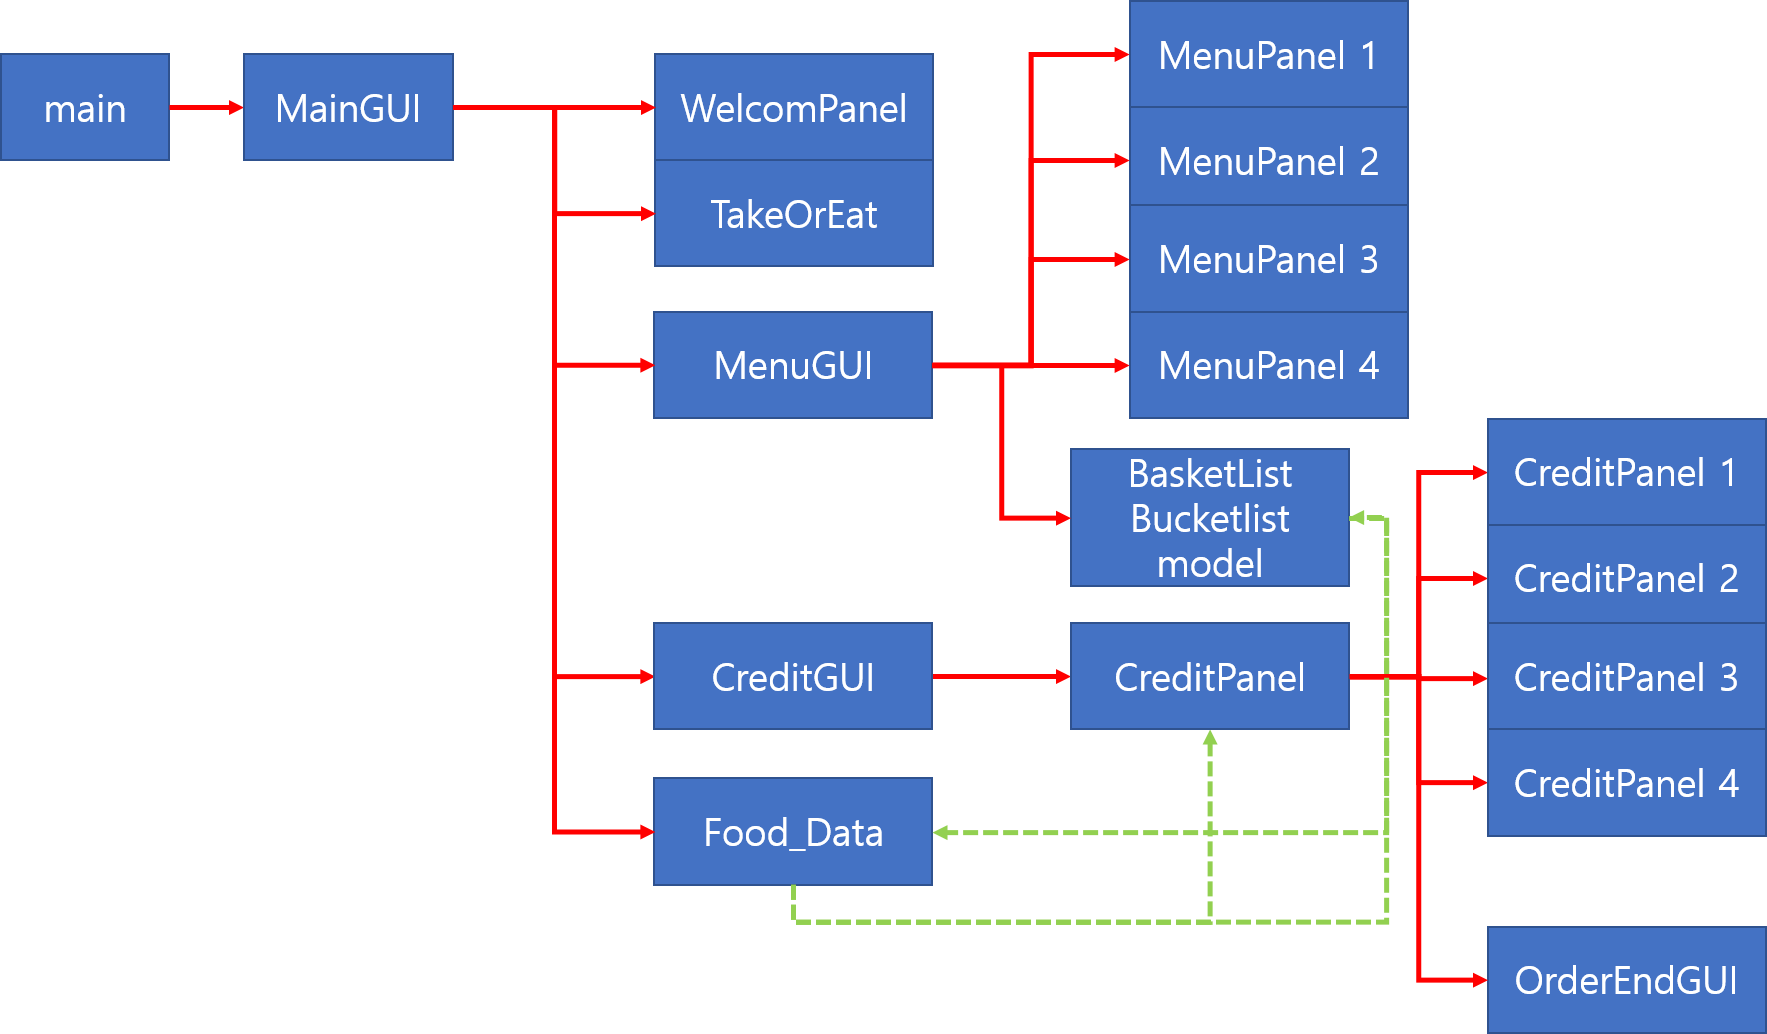 main
MainGUI
WelcomPanel
TakeOrEat
MenuGUI
CreditGUI
Food_Data
MenuPanel 1
MenuPanel 2
MenuPanel 3
MenuPanel 4
BasketList
Bucketlist
model
CreditPanel
CreditPanel 1
CreditPanel 2
CreditPanel 3
CreditPanel 4
OrderEndGUI